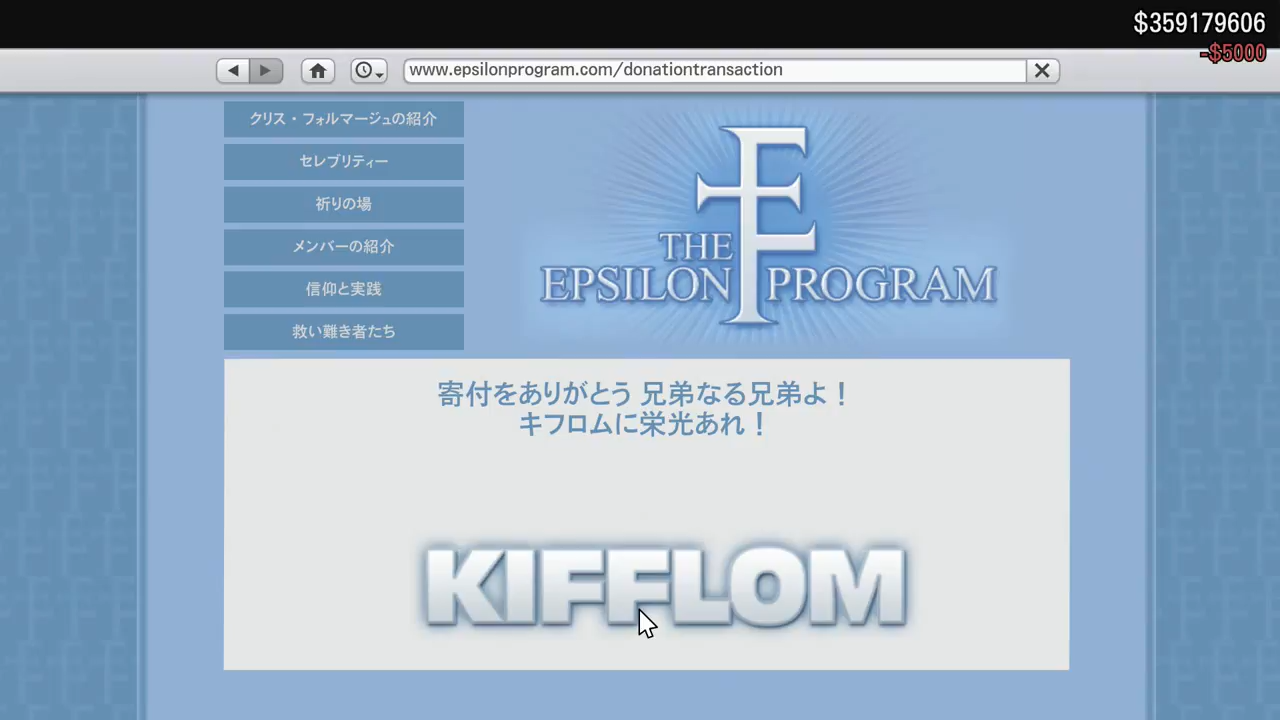 $359179606
-$5000
www.epsilonprogram.com/donationtransaction
クリス・フォルマージュの紹介
セレブリティー
祈りの場
メンバーの紹介
信仰と実践
救い難き者たち
THE
EPSILON PROGRAM
寄付をありがとう 兄弟なる兄弟よ！
キフロムに栄光あれ！
KIFFLOM